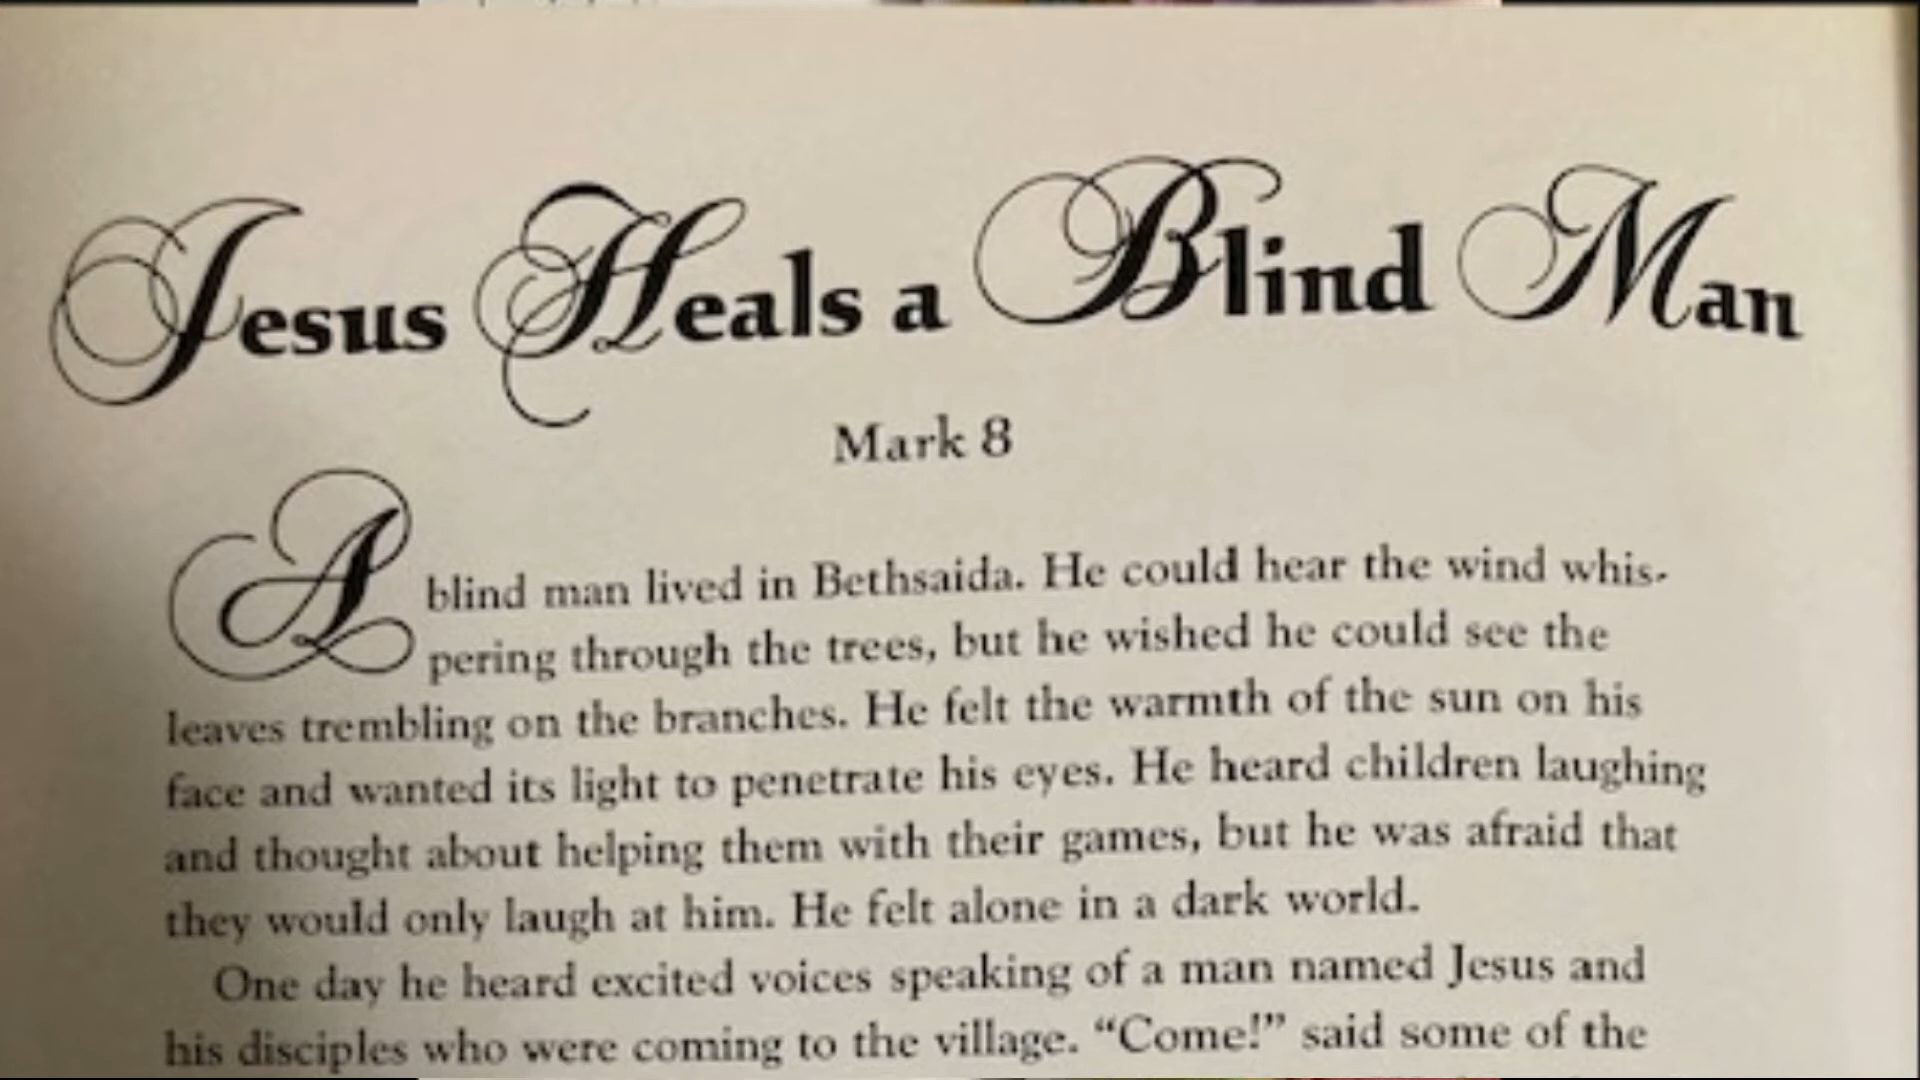 Jesus Heals a Blind Man
Mark 8
A blind man lived in Bethsaida. He could hear the wind whis-
pering through the trees, but he wished he could see the
leaves trembling on the branches. He felt the warmth of the sun on his
face and wanted its light to penetrate his eyes. He heard children laughing
and thought about helping them with their games, but he was afraid that
they would only laugh at him. He felt alone in a dark world.
One day he heard excited voices speaking of a man named Jesus and
his disciples who were coming to the village. “Come!” said some of the